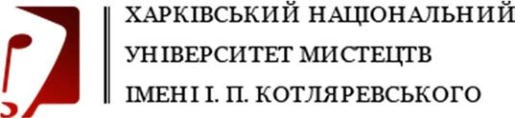 ХАРКІВСЬКИЙ НАЦІОНАЛЬНИЙ
УНІВЕРСИТЕТ МИСТЕЦТВ
ІМЕНІ І. П. КОТЛЯРЕВСЬКОГО